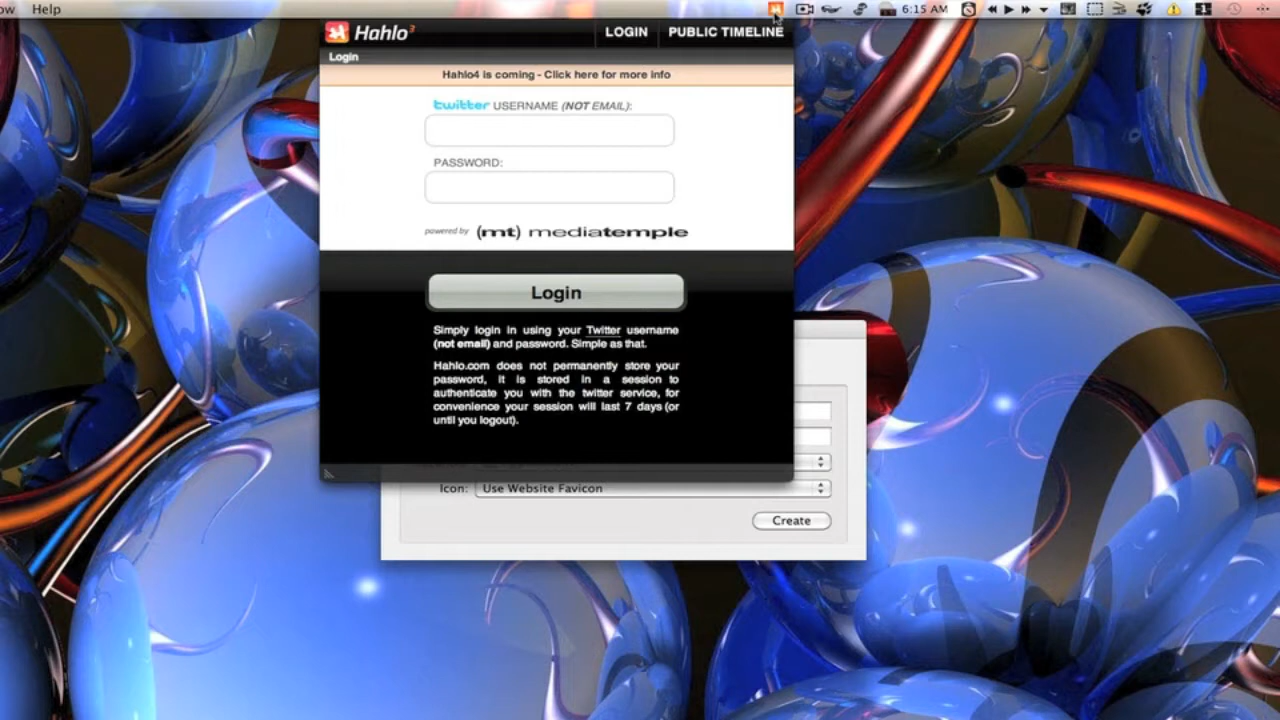 ow Help 6:15 AM
Hahlo3 LOGIN PUBLIC TIMELINE
Login
Hahlo4 is coming - Click here for more info
twitter USERNAME (NOT EMAIL):
PASSWORD:
powered by (mt) mediatemple
Login
Simply login in using your Twitter username
(not email) and password. Simple as that.
Hahlo.com does not permanently store your
password, it is stored in a session to
authenticate you with the twitter service, for
convenience your session will last 7 days (or
until you logout).
Icon: Use Website Favicon
Create